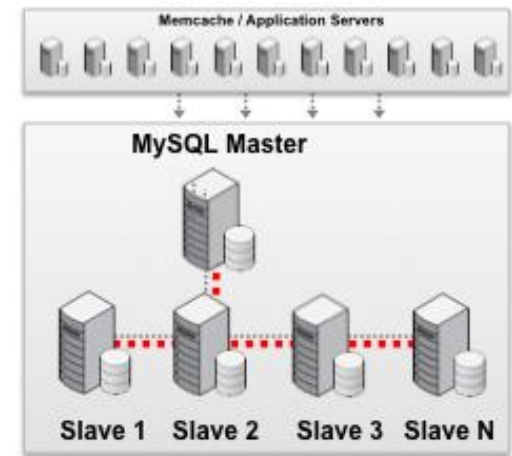 Memcache / Application Servers
MySQL Master
Slave 1 Slave 2 Slave 3 Slave N